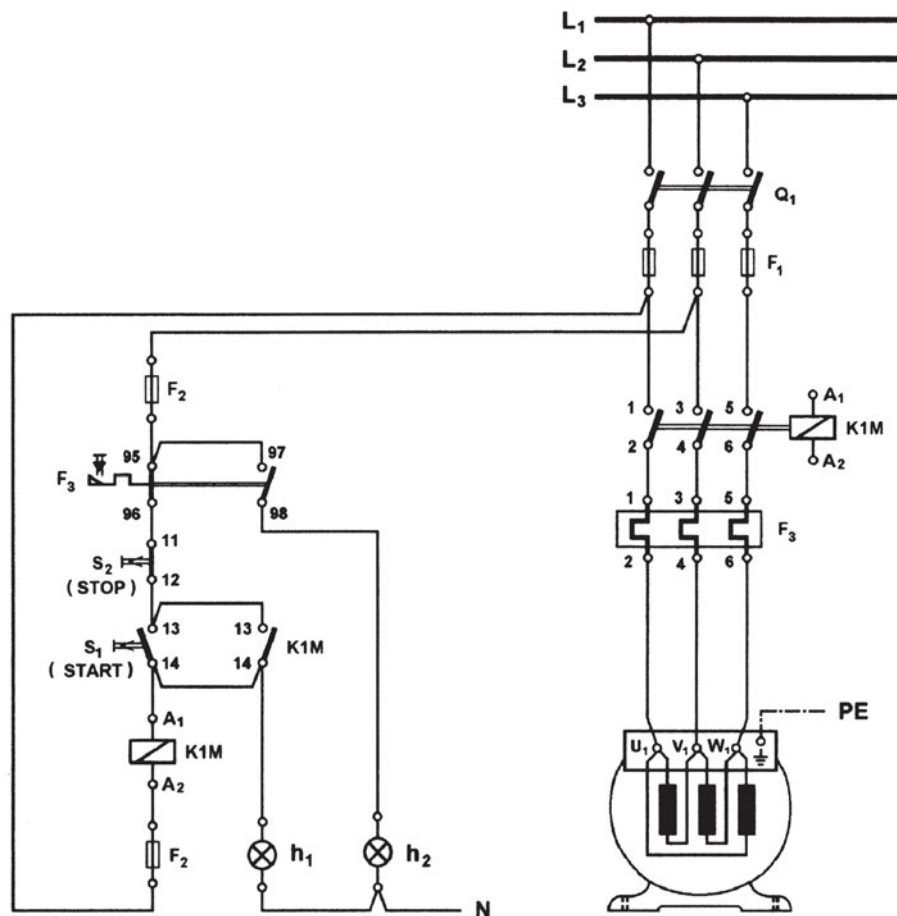 L₁
L₂
L₃
Q₁
F₁
F₂
1 3 5 A₁
K1M
2 4 6 A₂
95 97
F₃
96 98
1 3 5
F₃
2 4 6
11
S₂
(STOP) 12
13 13
S₁ K1M
(START) 14 14
A₁
K1M
A₂
PE
U₁ V₁ W₁
F₂ h₁ h₂
N